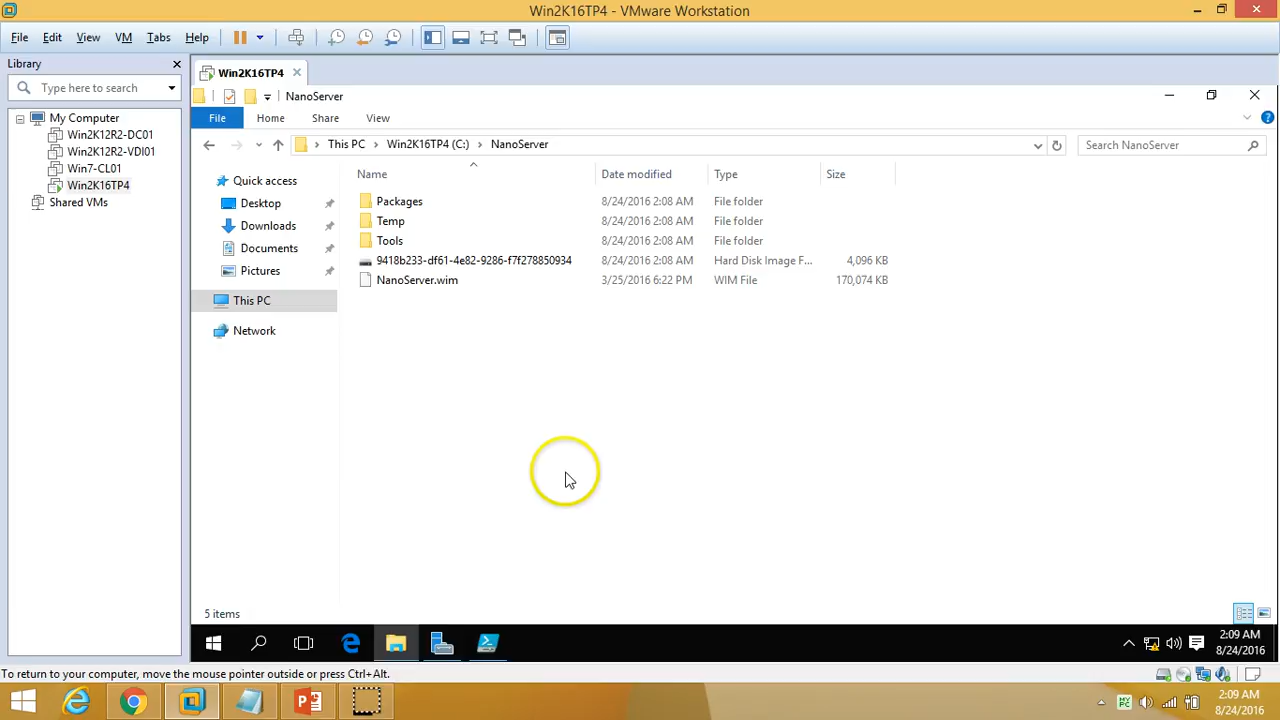 Win2K16TP4 - VMware Workstation
File Edit View VM Tabs Help
Library
Win2K16TP4
Type here to search
NanoServer
My Computer
Win2K12R2-DC01
Win2K12R2-VDI01
Win7-CL01
Win2K16TP4
Shared VMs
File Home Share View
This PC Win2K16TP4 (C:) NanoServer
Search NanoServer
Name Date modified Type Size
Quick access
Desktop
Downloads
Documents
Pictures
This PC
Network
Packages 8/24/2016 2:08 AM File folder
Temp 8/24/2016 2:08 AM File folder
Tools 8/24/2016 2:08 AM File folder
9418b233-df61-4e82-9286-f7f278850934 8/24/2016 2:08 AM Hard Disk Image F... 4,096 KB
NanoServer.wim 3/25/2016 6:22 PM WIM File 170,074 KB
5 items
2:09 AM
8/24/2016
To return to your computer, move the mouse pointer outside or press Ctrl+Alt.
2:09 AM
8/24/2016